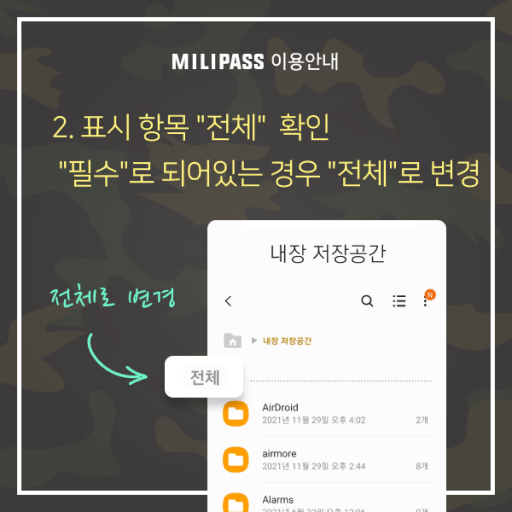 MILIPASS 이용안내
2. 표시 항목 "전체" 확인
"필수"로 되어있는 경우 "전체"로 변경
내장 저장공간
전체로 변경
N
내장 저장공간
전체
AirDroid
2021년 11월 29일 오후 4:02 2개
airmore
2021년 11월 29일 오후 2:44 8개
Alarms